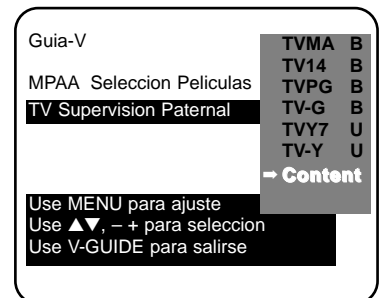 Guia-V
MPAA Seleccion Peliculas
TV Supervision Paternal
TVMA B
TV14 B
TVPG B
TV-G B
TVY7 U
TV-Y U
➡ Content
Use MENU para ajuste
Use ▲▼, – + para seleccion
Use V-GUIDE para salirse